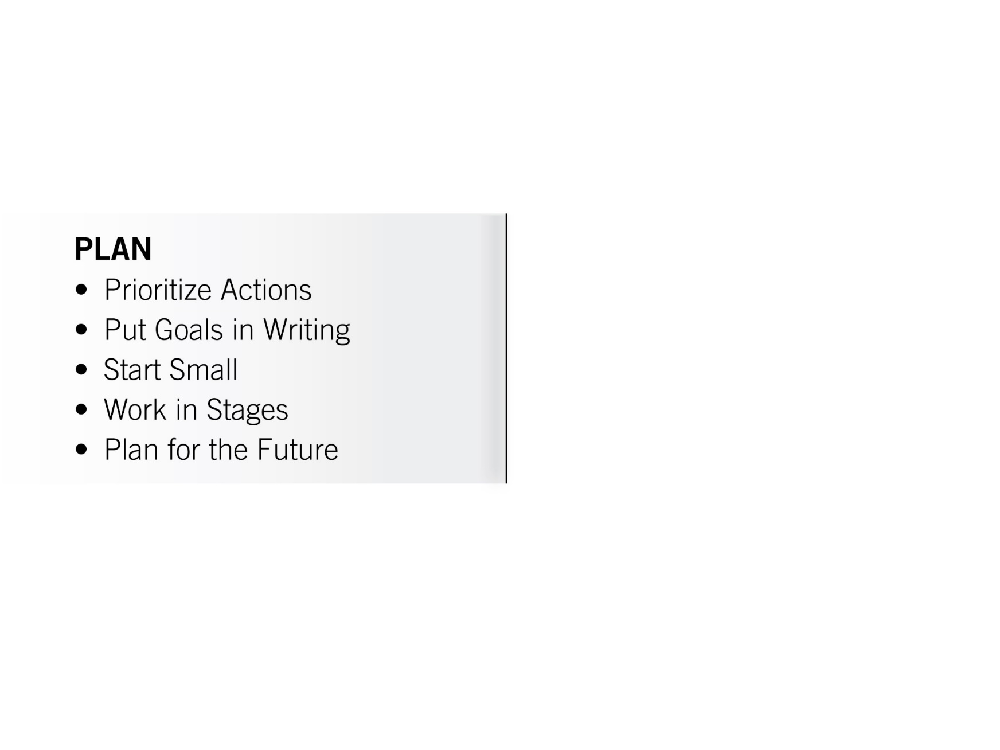 PLAN
• Prioritize Actions
• Put Goals in Writing
• Start Small
• Work in Stages
• Plan for the Future